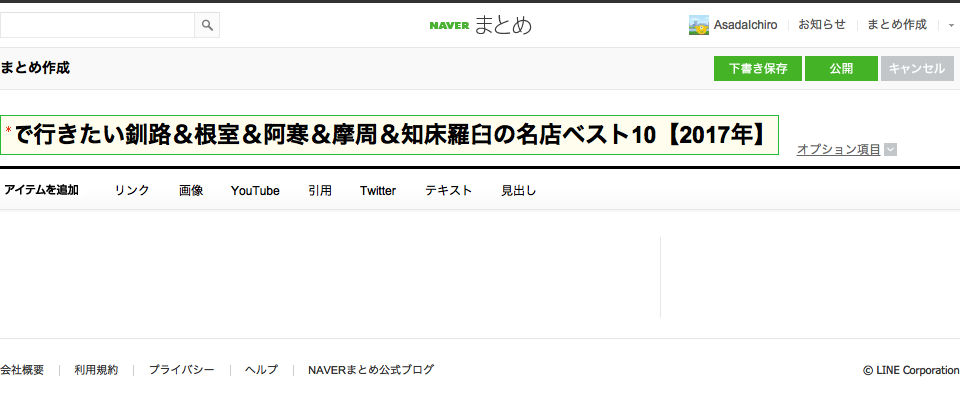 NAVER まとめ
AsadaIchiro お知らせ まとめ作成
まとめ作成
下書き保存 公開 キャンセル
*で行きたい釧路&根室&阿寒&摩周&知床羅臼の名店ベスト10【2017年】
オプション項目
アイテムを追加 リンク 画像 YouTube 引用 Twitter テキスト 見出し
会社概要 利用規約 プライバシー ヘルプ NAVERまとめ公式ブログ
© LINE Corporation